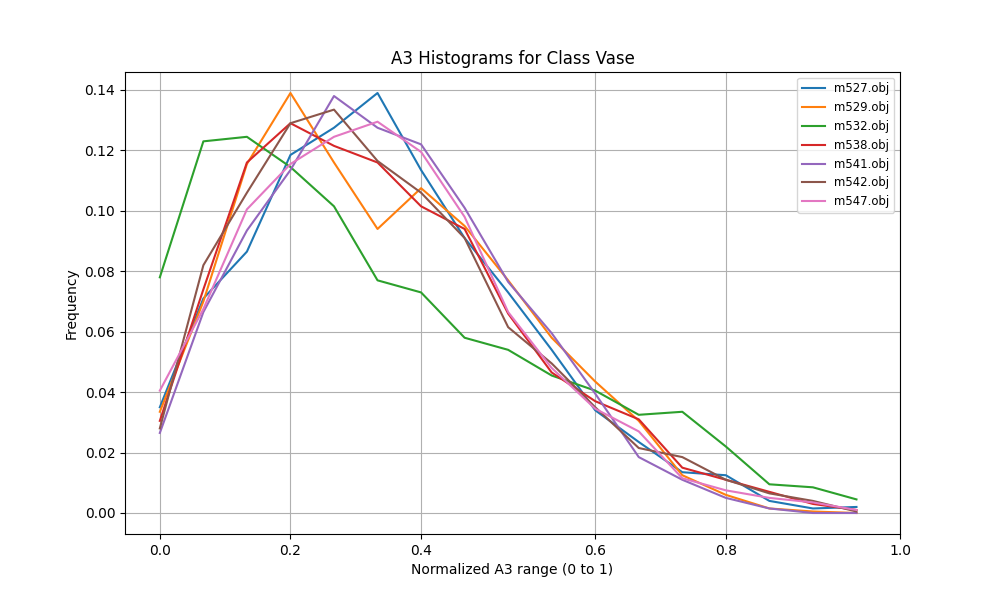 A3 Histograms for Class Vase
0.14
0.12
0.10
0.08
0.06
0.04
0.02
0.00
Frequency
m527.obj
m529.obj
m532.obj
m538.obj
m541.obj
m542.obj
m547.obj
0.0 0.2 0.4 0.6 0.8 1.0
Normalized A3 range (0 to 1)